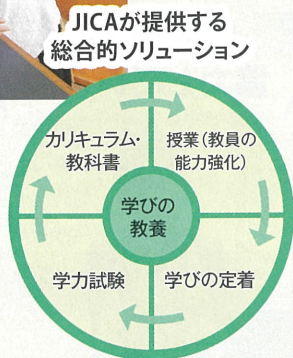 JICAが提供する
総合的ソリューション
カリキュラム・
教科書
授業（教員の
能力強化）
学びの
教養
学力試験
学びの定着